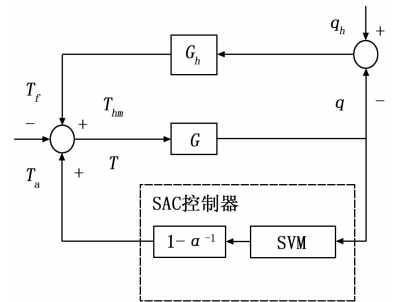 q_h
+
G_h
T_f
T_hm
q
−
−
+
G
T_a
T
+
SAC控制器
1-α⁻¹
SVM